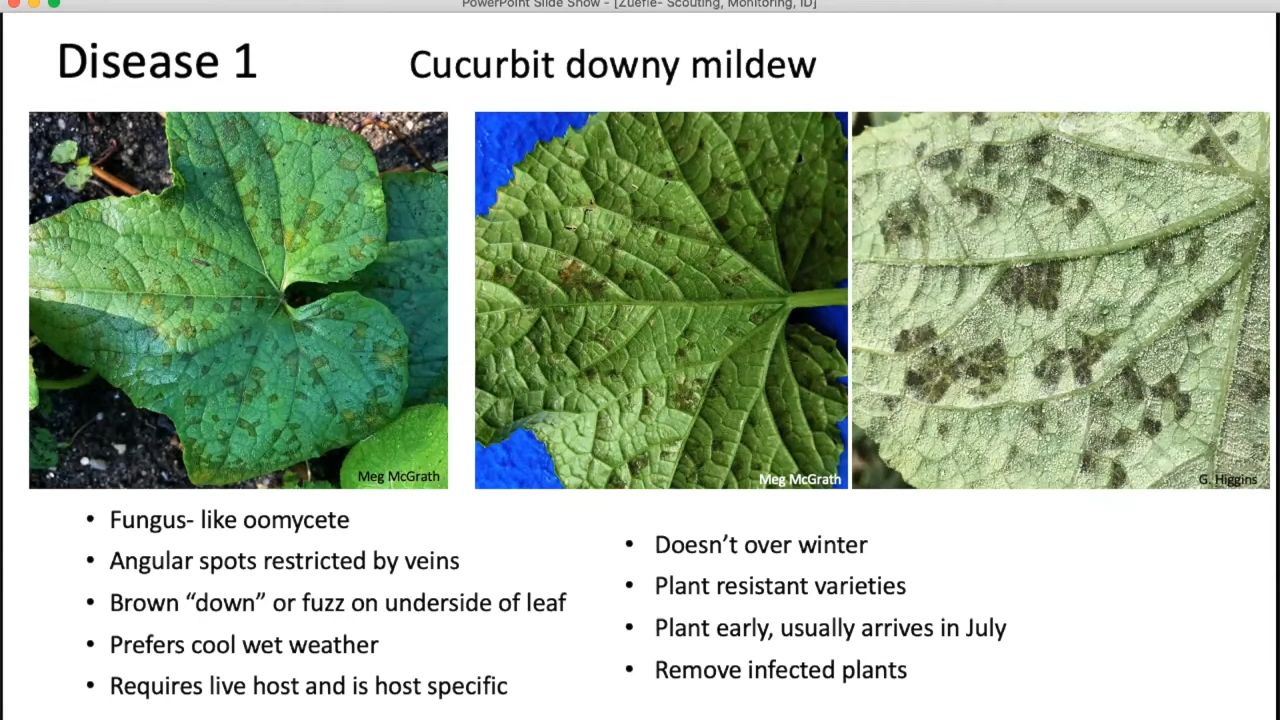 PowerPoint Slide Show - [Zuefle- Scouting, Monitoring, ID]
Disease 1
Cucurbit downy mildew
Meg McGrath
Meg McGrath
G. Higgins
• Fungus- like oomycete
• Angular spots restricted by veins
• Brown “down” or fuzz on underside of leaf
• Prefers cool wet weather
• Requires live host and is host specific
• Doesn’t over winter
• Plant resistant varieties
• Plant early, usually arrives in July
• Remove infected plants